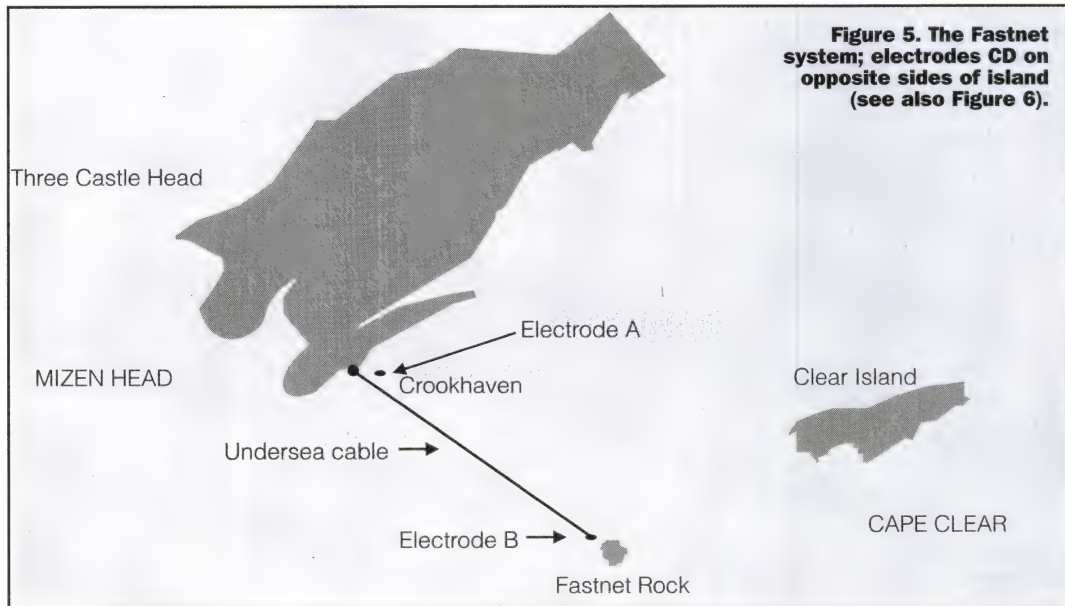 Figure 5. The Fastnet
system; electrodes CD on
opposite sides of island
(see also Figure 6).
Three Castle Head
Electrode A
MIZEN HEAD
Crookhaven
Clear Island
Undersea cable
CAPE CLEAR
Electrode B
Fastnet Rock